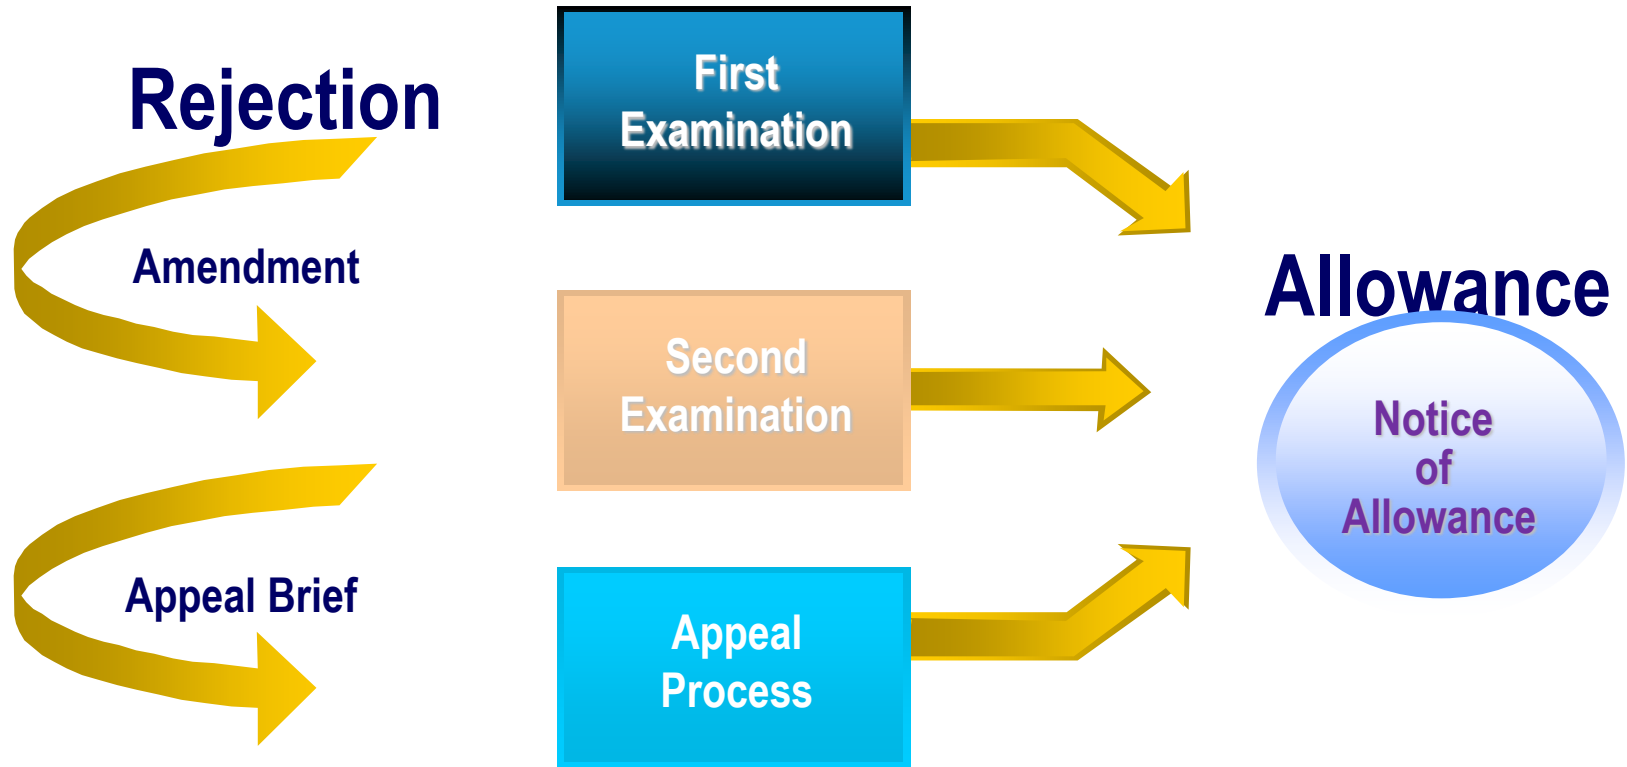 Rejection
First
Examination
Amendment
Allowance
Second
Examination
Notice
of
Allowance
Appeal Brief
Appeal
Process